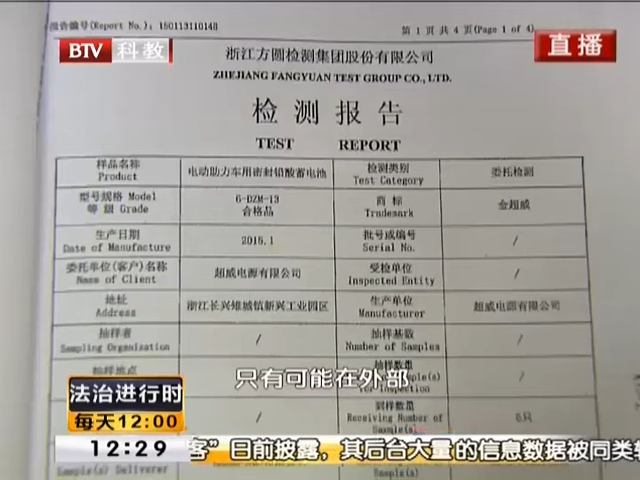 报告编号(Report No.): 150113110148
第 1 页 共 4 页(Page 1 of 4)
BTV 科教
直播
浙江方圆检测集团股份有限公司
ZHEJIANG FANGYUAN TEST GROUP CO., LTD.
检 测 报 告
TEST REPORT
样品名称 Product
电动助力车用密封铅酸蓄电池
检测类别 Test Category
委托检测
型号规格 Model
等 级 Grade
6-DZM-13
合格品
商 标 Trademark
金超威
生产日期
Date of Manufacture
2015.1
批号或编号
Serial No.
/
委托单位(客户)名称
Name of Client
超威电源有限公司
受检单位
Inspected Entity
/
地址
Address
浙江长兴雉城镇新兴工业园区
生产单位
Manufacturer
超威电源有限公司
抽样者
Sampling Organisation
/
抽样基数
Number of Samples
/
抽样地点
抽样数量
/
只有可能在外部
法治进行时
每天12:00
/
到样数量
Receiving Number of
Sample(s)
6只
12:29
客”日前披露，其后台大量的信息数据被同类软
Sample(s) Deliverer